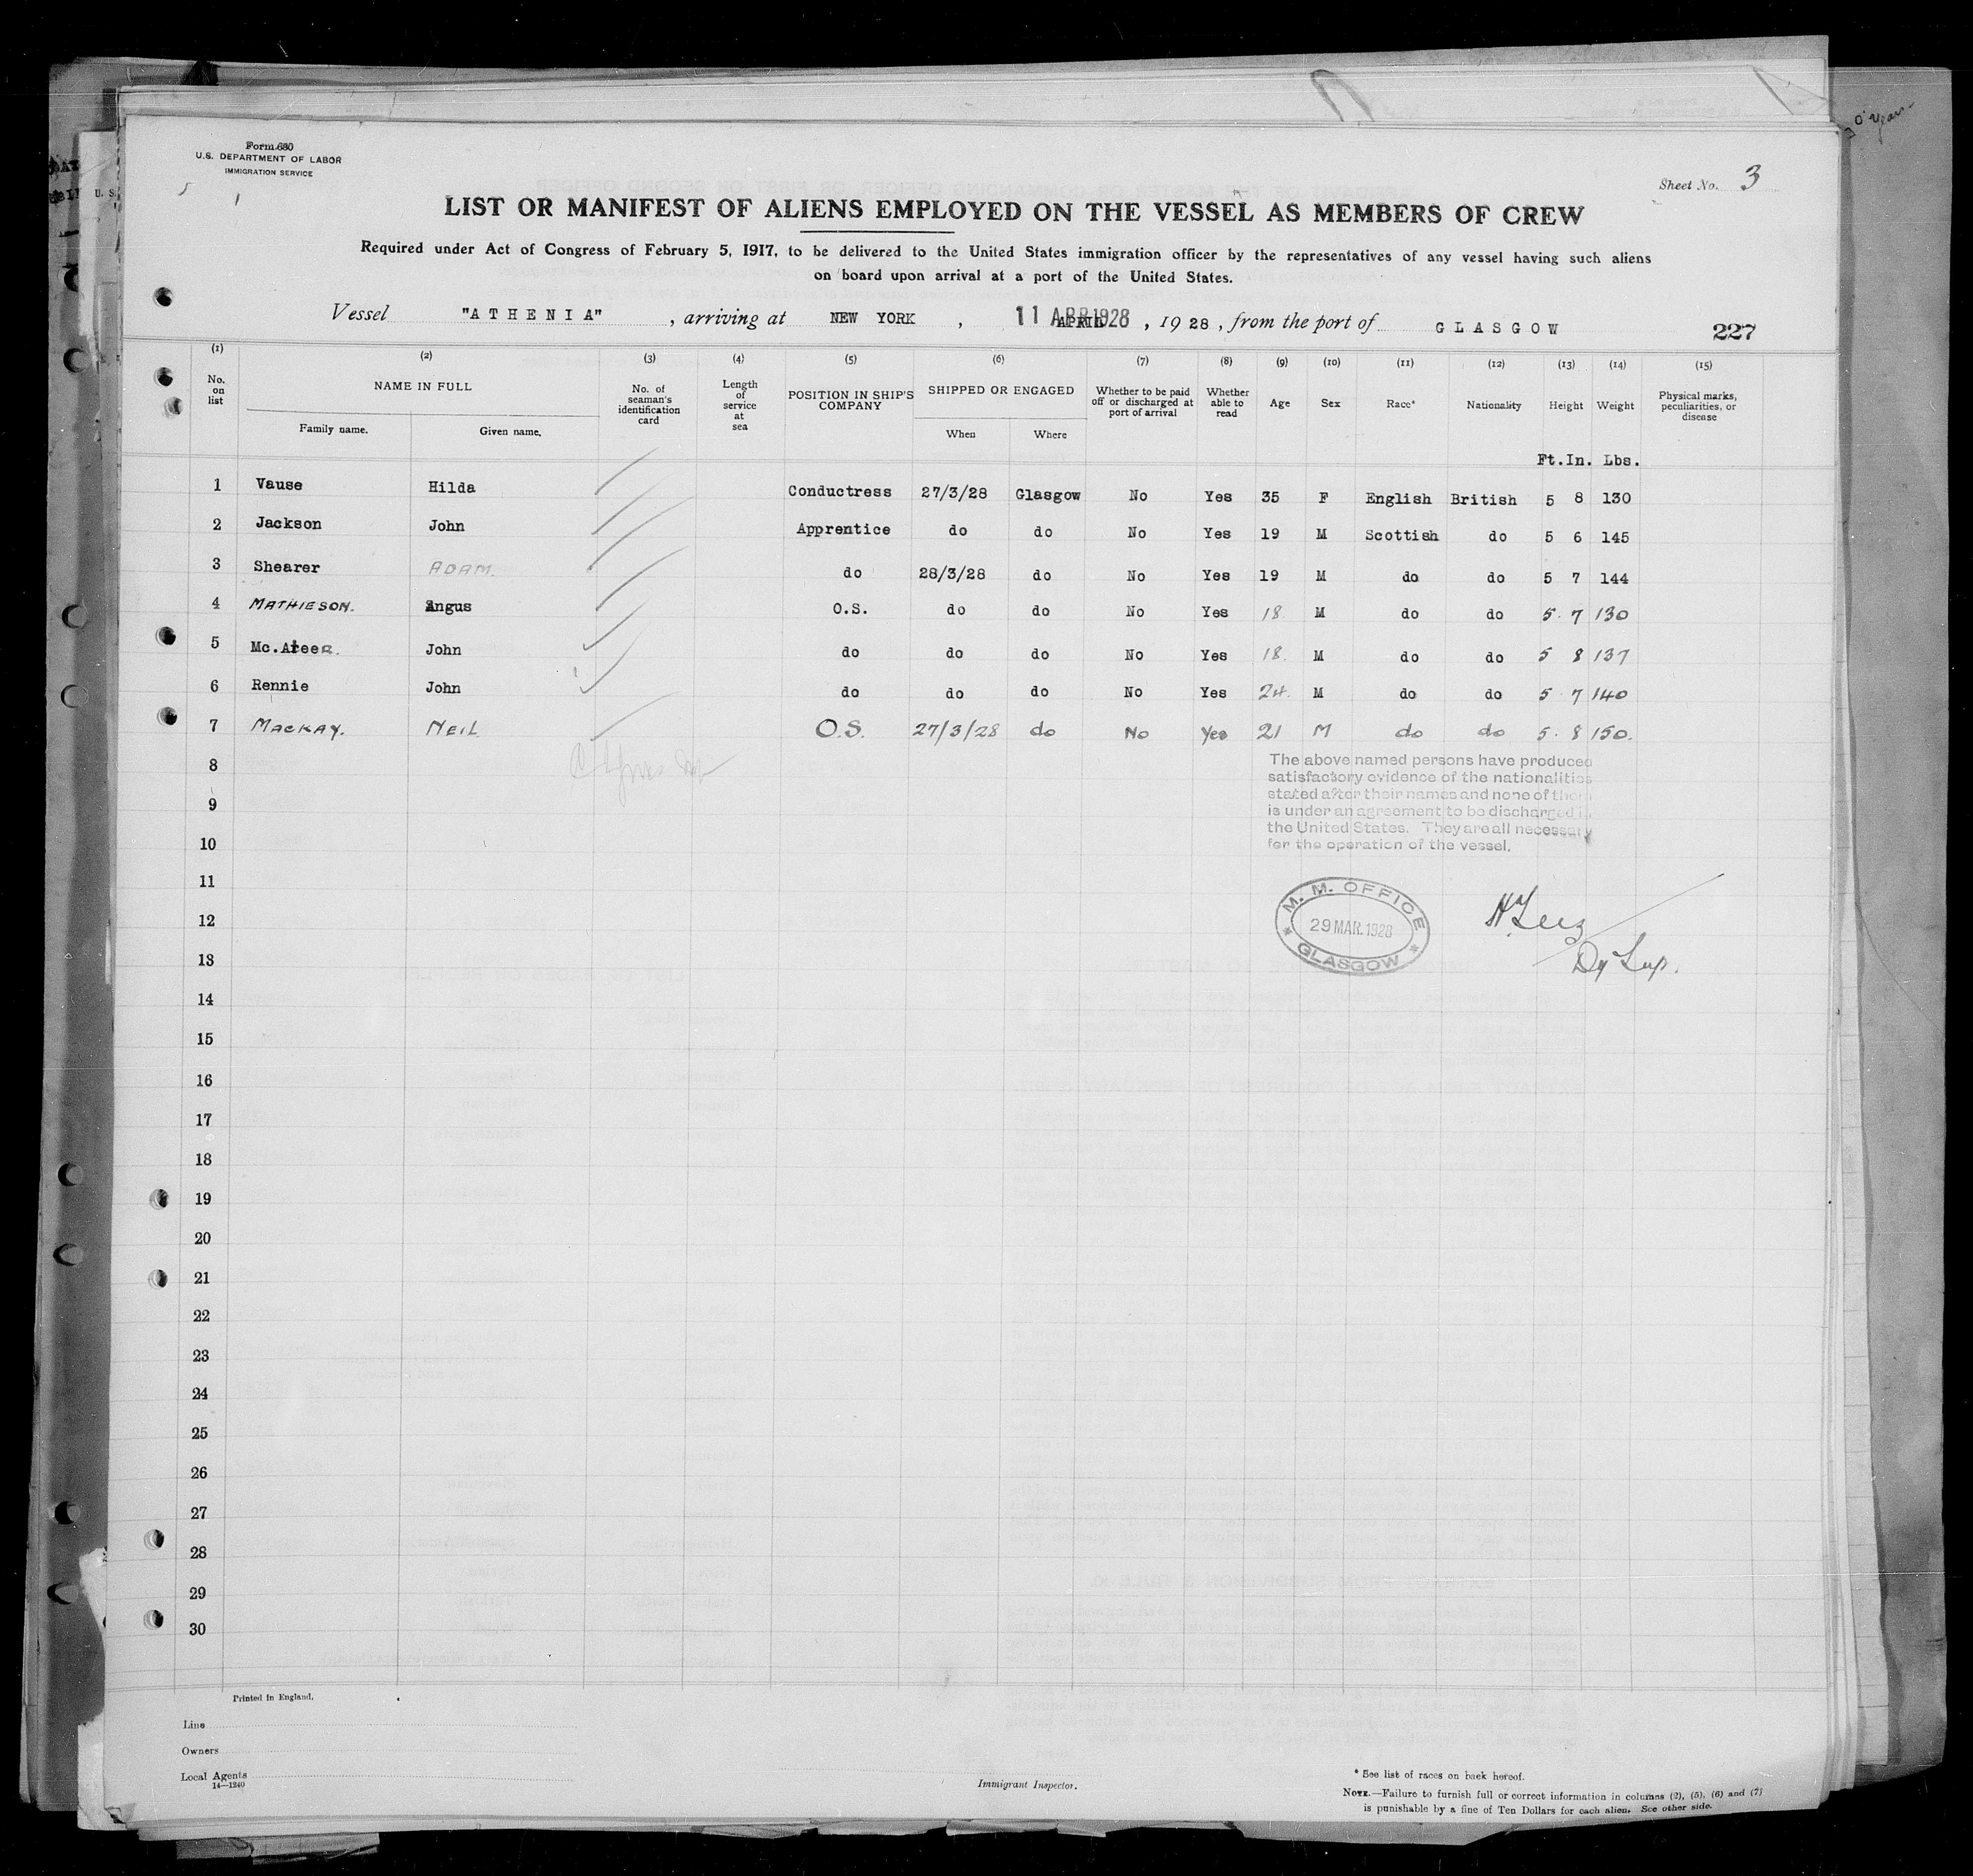 Form 680
U.S. DEPARTMENT OF LABOR
IMMIGRATION SERVICE
Sheet No. 3
LIST OR MANIFEST OF ALIENS EMPLOYED ON THE VESSEL AS MEMBERS OF CREW
Required under Act of Congress of February 5, 1917, to be delivered to the United States immigration officer by the representatives of any vessel having such aliens
on board upon arrival at a port of the United States.
Vessel "ATHENIA", arriving at NEW YORK, 11 APR 1928 APRIL, 1928, from the port of GLASGOW
227
(1) (2) (3) (4) (5) (6) (7) (8) (9) (10) (11) (12) (13) (14) (15)
No. on list NAME IN FULL No. of seaman's identification card Length of service at sea POSITION IN SHIP'S COMPANY SHIPPED OR ENGAGED Whether to be paid off or discharged at port of arrival Whether able to read Age Sex Race* Nationality Height Weight Physical marks, peculiarities, or disease
Family name. Given name. When Where
Ft.In. Lbs.
1 Vause Hilda Conductress 27/3/28 Glasgow No Yes 35 F English British 5 8 130
2 Jackson John Apprentice do do No Yes 19 M Scottish do 5 6 145
3 Shearer ADAM. do 28/3/28 do No Yes 19 M do do 5 7 144
4 MATHIESON. Angus O.S. do do No Yes 18 M do do 5. 7 130
5 Mc.AteeR. John do do do No Yes 18. M do do 5 8 137
6 Rennie John do do do No Yes 24. M do do 5 7 140
7 MACKAY. NEIL O.S. 27/3/28 do No Yes 21 M do do 5. 8 150.
8
9
10
11
12
13
14
15
16
17
18
19
20
21
22
23
24
25
26
27
28
29
30
The above named persons have produced
satisfactory evidence of the nationalities
stated after their names and none of them
is under an agreement to be discharged in
the United States. They are all necessary
for the operation of the vessel.
M. M. OFFICE
29 MAR. 1928
GLASGOW
Dy Sup.
Printed in England.
Line
Owners
Local Agents
14—1240
Immigrant Inspector.
* See list of races on back hereof.
NOTE.—Failure to furnish full or correct information in columns (2), (5), (6) and (7)
is punishable by a fine of Ten Dollars for each alien. See other side.